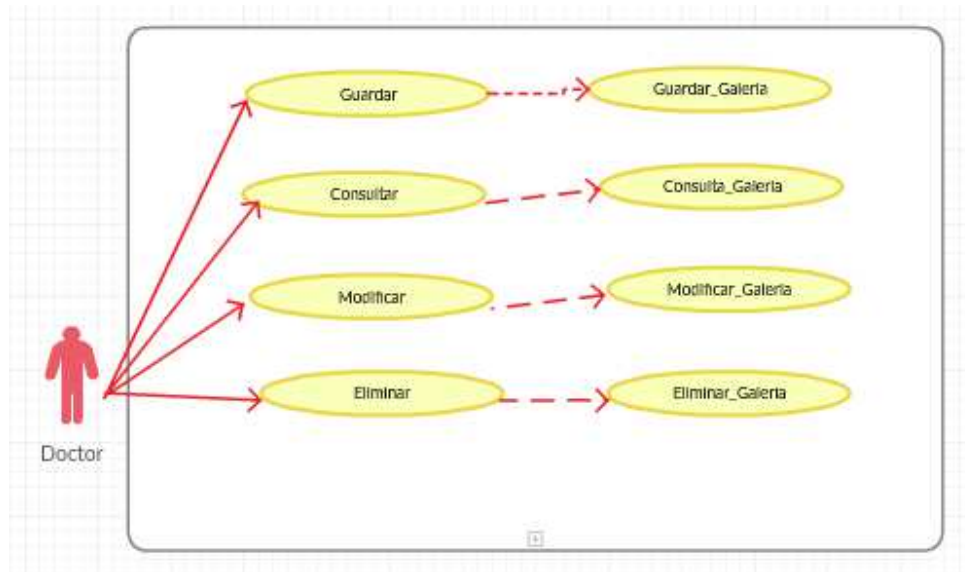 Guardar
Guardar_Galeria
Consultar
Consulta_Galeria
Modificar
Modificar_Galeria
Eliminar
Eliminar_Galeria
Doctor